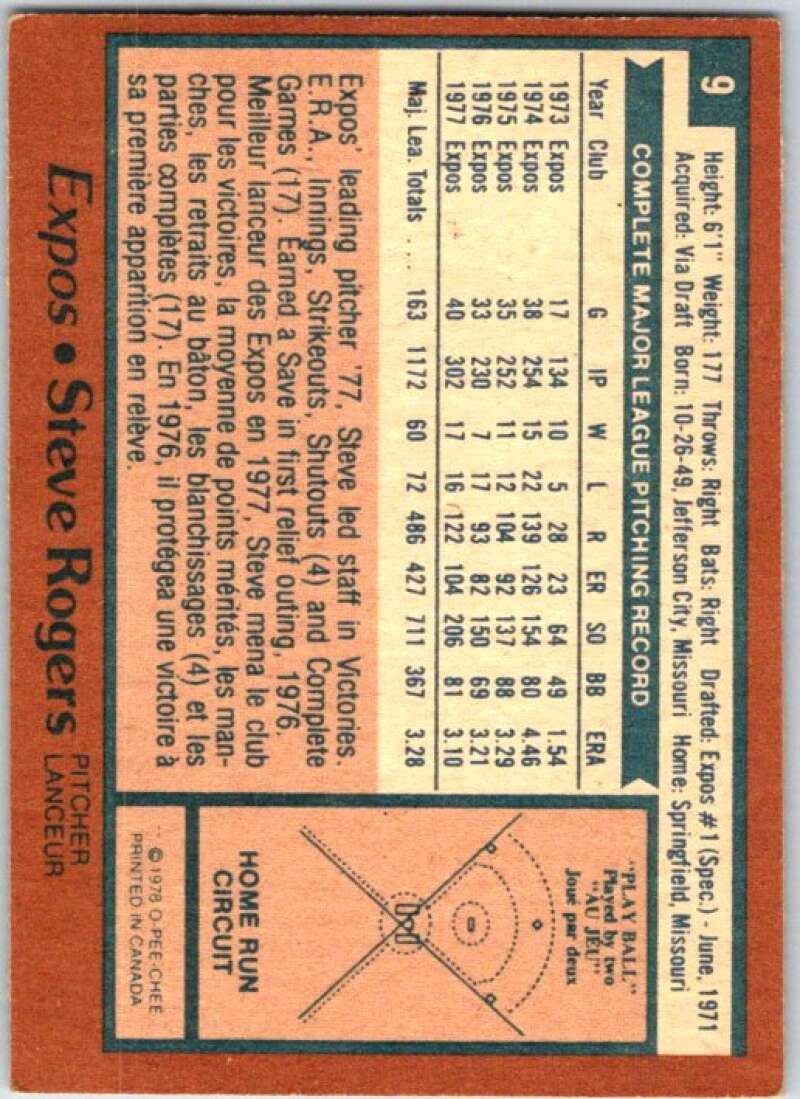 9
Height: 6'1" Weight: 177 Throws: Right Bats: Right Drafted: Expos #1 (Spec.) - June, 1971
Acquired: Via Draft Born: 10-26-49, Jefferson City, Missouri Home: Springfield, Missouri
COMPLETE MAJOR LEAGUE PITCHING RECORD
Year Club G IP W L R ER SO BB ERA
1973 Expos 17 134 10 5 28 23 64 49 1.54
1974 Expos 38 254 15 22 139 126 154 80 4.46
1975 Expos 35 252 11 12 104 92 137 88 3.29
1976 Expos 33 230 7 17 93 82 150 69 3.21
1977 Expos 40 302 17 16 122 104 206 81 3.10
Maj. Lea. Totals .... 163 1172 60 72 486 427 711 367 3.28
Expos' leading pitcher '77, Steve led staff in Victories.
E.R.A., Innings, Strikeouts, Shutouts (4) and Complete
Games (17). Earned a Save in first relief outing, 1976.
Meilleur lanceur des Expos en 1977, Steve mena le club
pour les victoires, la moyenne de points mérités, les man-
ches, les retraits au bâton, les blanchissages (4) et les
parties complètes (17). En 1976, il protégea une victoire à
sa première apparition en relève.
"PLAY BALL"
Played by two
"AU JEU"
Joué par deux
HOME RUN
CIRCUIT
© 1978 O-PEE-CHEE
PRINTED IN CANADA
Expos • Steve Rogers PITCHER
LANCEUR